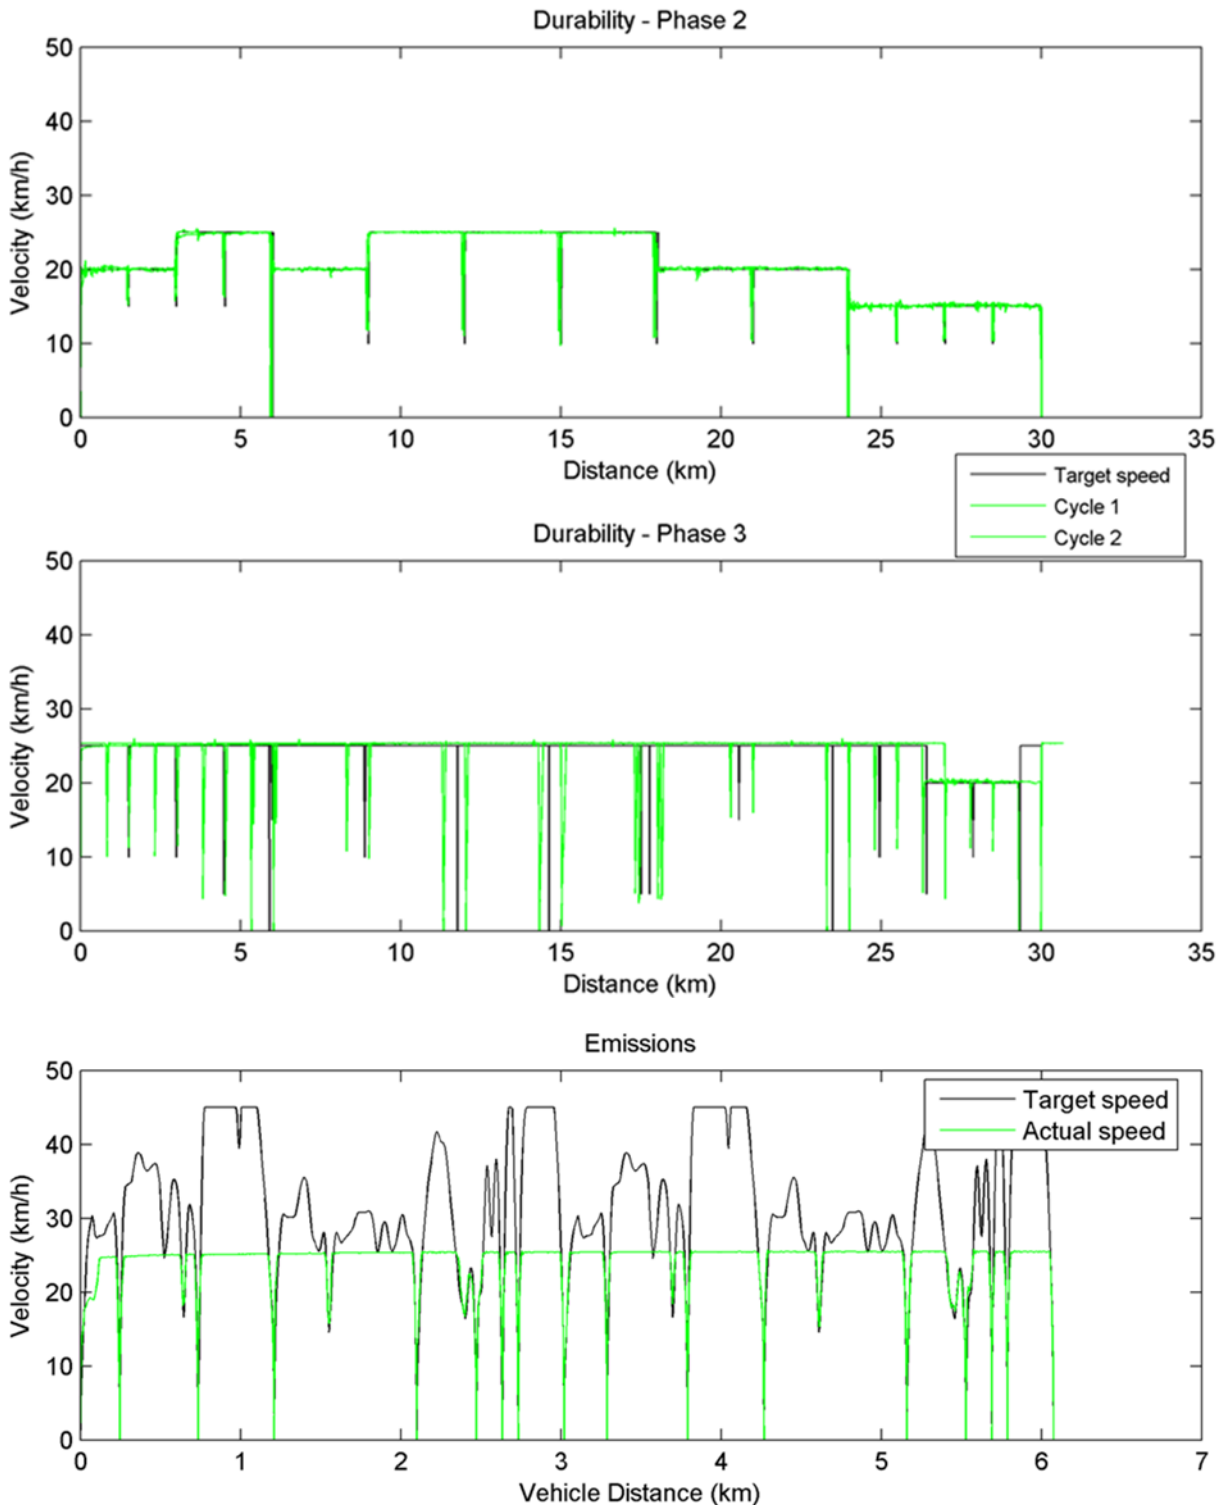 Durability - Phase 2
50
40
30
20
10
0
Velocity (km/h)
0 5 10 15 20 25 30 35
Distance (km)
Target speed
Cycle 1
Cycle 2
Durability - Phase 3
50
40
30
20
10
0
Velocity (km/h)
0 5 10 15 20 25 30 35
Distance (km)
Emissions
50
40
30
20
10
0
Velocity (km/h)
Target speed
Actual speed
0 1 2 3 4 5 6 7
Vehicle Distance (km)